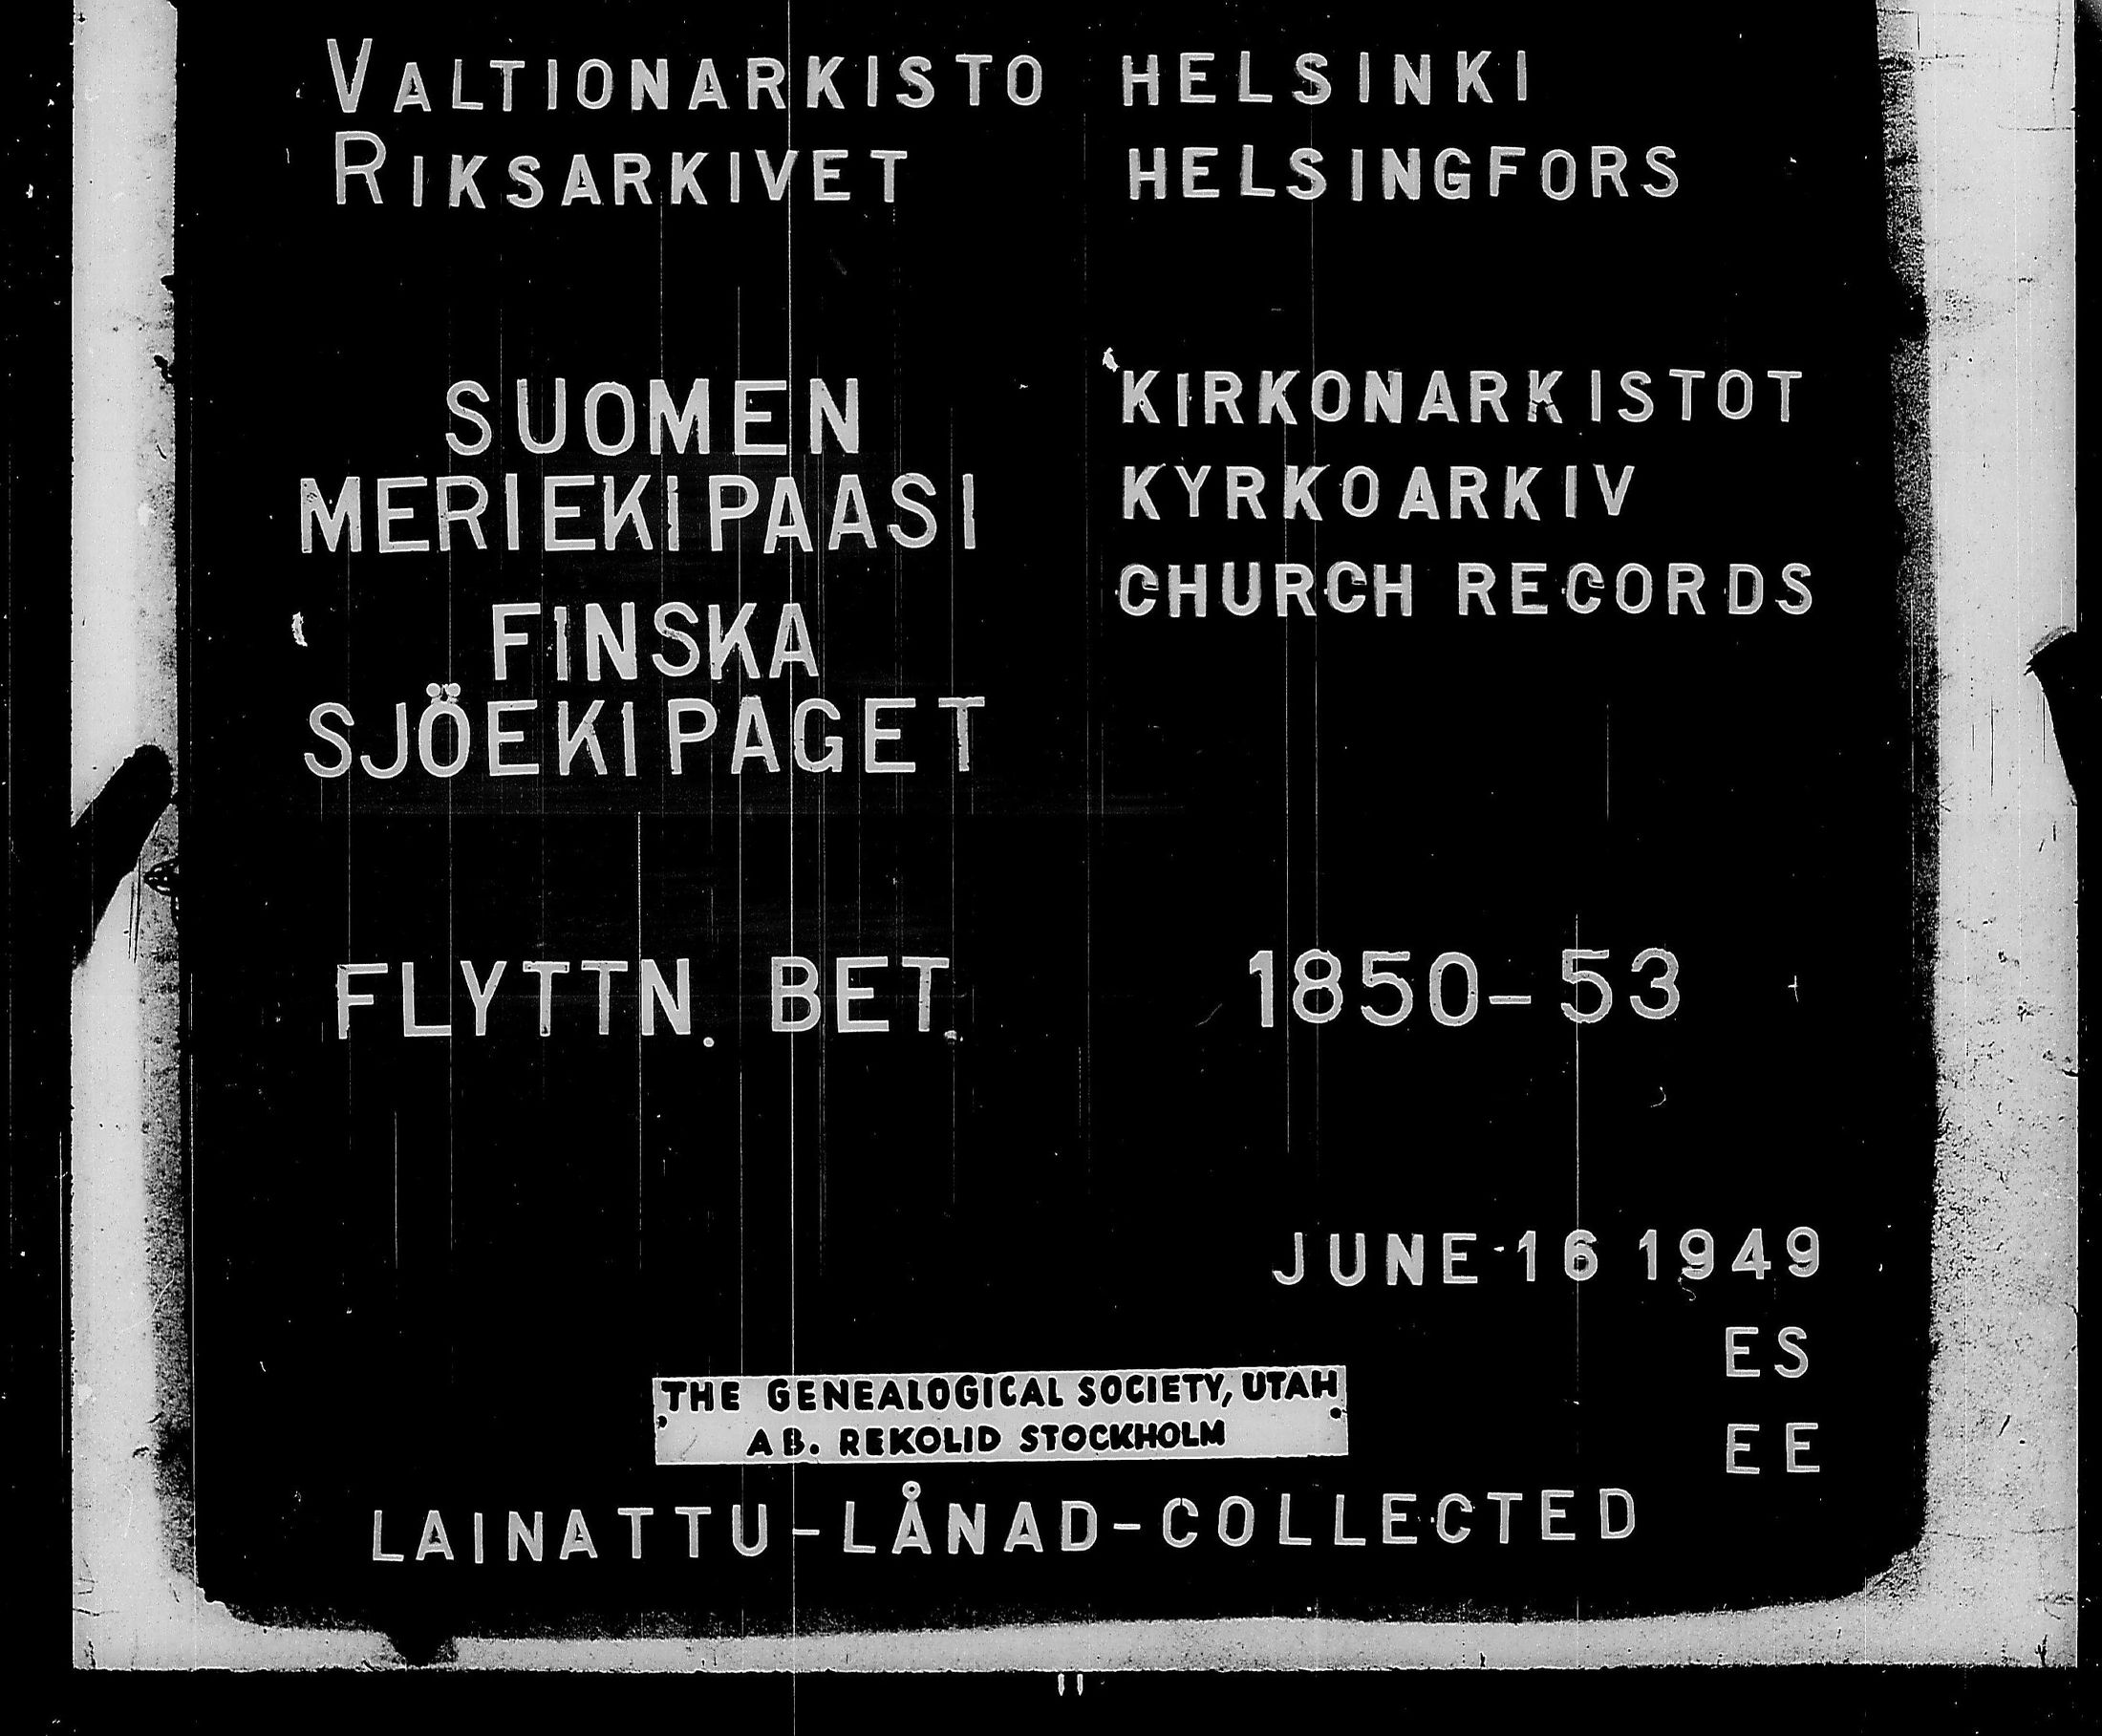 VALTIONARKISTO HELSINKI
RIKSARKIVET HELSINGFORS
SUOMEN
MERIEKIPAASI
FINSKA
SJÖEKIPAGET
KIRKONARKISTOT
KYRKOARKIV
CHURCH RECORDS
FLYTTN. BET. 1850-53
JUNE 16 1949
ES
EE
THE GENEALOGICAL SOCIETY, UTAH
AB. REKOLID STOCKHOLM
LAINATTU-LÅNAD-COLLECTED